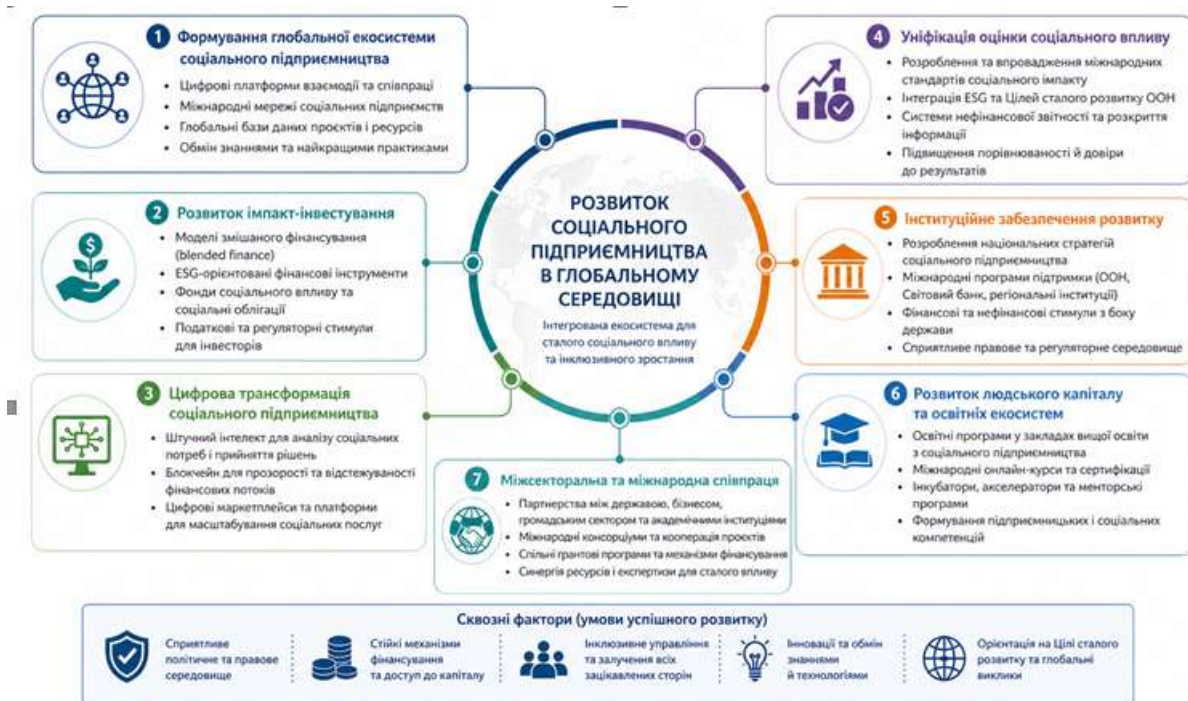 1 Формування глобальної екосистеми
соціального підприємництва
• Цифрові платформи взаємодії та співпраці
• Міжнародні мережі соціальних підприємств
• Глобальні бази даних проєктів і ресурсів
• Обмін знаннями та найкращими практиками
2 Розвиток імпакт-інвестування
• Моделі змішаного фінансування
(blended finance)
• ESG-орієнтовані фінансові інструменти
• Фонди соціального впливу та
соціальні облігації
• Податкові та регуляторні стимули
для інвесторів
3 Цифрова трансформація
соціального підприємництва
• Штучний інтелект для аналізу соціальних
потреб і прийняття рішень
• Блокчейн для прозорості та відстежуваності
фінансових потоків
• Цифрові маркетплейси та платформи
для масштабування соціальних послуг
РОЗВИТОК
СОЦІАЛЬНОГО
ПІДПРИЄМНИЦТВА
В ГЛОБАЛЬНОМУ
СЕРЕДОВИЩІ
Інтегрована екосистема для
сталого соціального впливу
та інклюзивного зростання
4 Уніфікація оцінки соціального впливу
• Розроблення та впровадження міжнародних
стандартів соціального імпакту
• Інтеграція ESG та Цілей сталого розвитку ООН
• Системи нефінансової звітності та розкриття
інформації
• Підвищення порівнюваності й довіри
до результатів
5 Інституційне забезпечення розвитку
• Розроблення національних стратегій
соціального підприємництва
• Міжнародні програми підтримки (ООН,
Світовий банк, регіональні інституції)
• Фінансові та нефінансові стимули з боку
держави
• Сприятливе правове та регуляторне середовище
6 Розвиток людського капіталу
та освітніх екосистем
• Освітні програми у закладах вищої освіти
з соціального підприємництва
• Міжнародні онлайн-курси та сертифікації
• Інкубатори, акселератори та менторські
програми
• Формування підприємницьких і соціальних
компетенцій
7 Міжсекторальна та міжнародна співпраця
• Партнерства між державою, бізнесом,
громадським сектором та академічними інституціями
• Міжнародні консорціуми та кооперація проєктів
• Спільні грантові програми та механізми фінансування
• Синергія ресурсів і експертизи для сталого впливу
Сквозні фактори (умови успішного розвитку)
Сприятливе
політичне та правове
середовище
Стійкі механізми
фінансування
та доступ до капіталу
Інклюзивне управління
та залучення всіх
зацікавлених сторін
Інновації та обмін
знаннями
й технологіями
Орієнтація на Цілі сталого
розвитку та глобальні
виклики